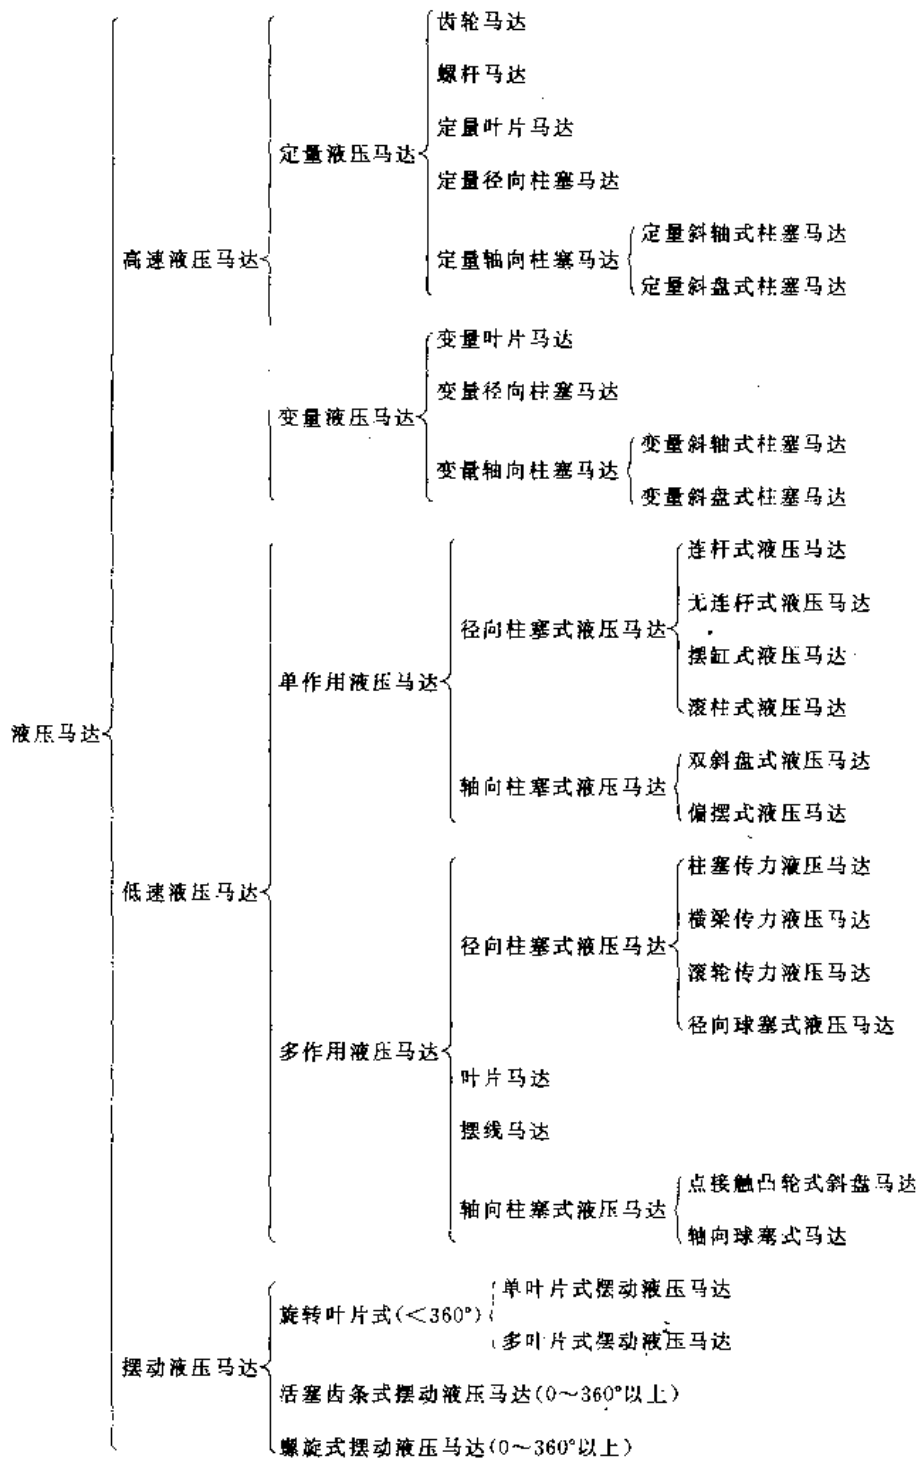 齿轮马达
螺杆马达
定量叶片马达
定量液压马达
定量径向柱塞马达
定量斜轴式柱塞马达
高速液压马达
定量轴向柱塞马达
定量斜盘式柱塞马达
变量叶片马达
变量径向柱塞马达
变量液压马达
变量斜轴式柱塞马达
变量轴向柱塞马达
变量斜盘式柱塞马达
连杆式液压马达
无连杆式液压马达
径向柱塞式液压马达
摆缸式液压马达
单作用液压马达
滚柱式液压马达
液压马达
双斜盘式液压马达
轴向柱塞式液压马达
偏摆式液压马达
柱塞传力液压马达
低速液压马达
横梁传力液压马达
径向柱塞式液压马达
滚轮传力液压马达
径向球塞式液压马达
多作用液压马达
叶片马达
摆线马达
点接触凸轮式斜盘马达
轴向柱塞式液压马达
轴向球塞式马达
单叶片式摆动液压马达
旋转叶片式(<360°)
多叶片式摆动液压马达
摆动液压马达
活塞齿条式摆动液压马达(0～360°以上)
螺旋式摆动液压马达(0～360°以上)